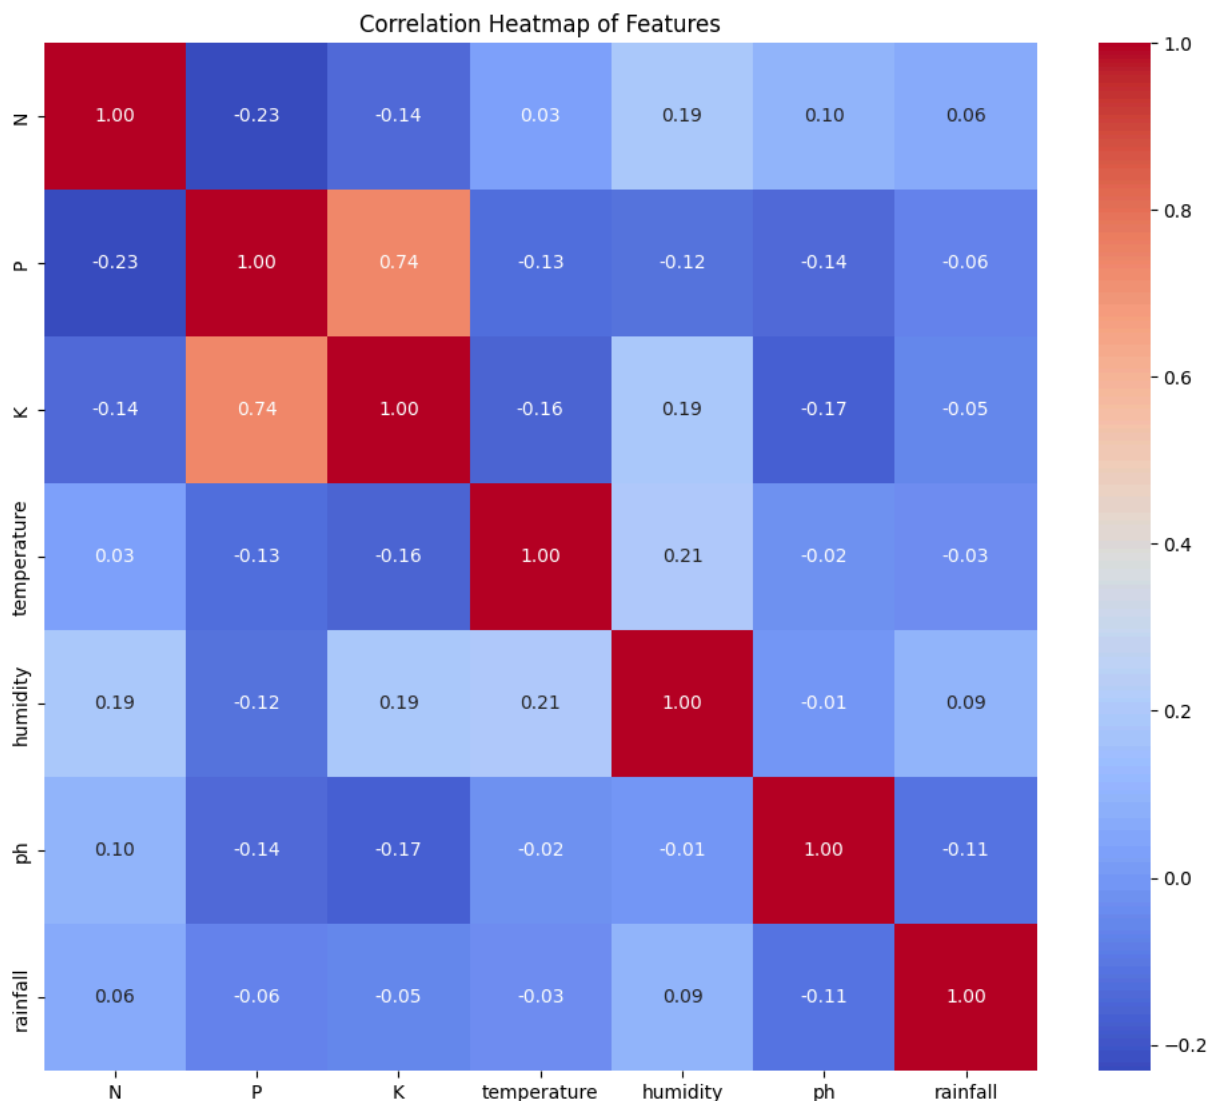 Correlation Heatmap of Features
N 1.00 -0.23 -0.14 0.03 0.19 0.10 0.06
P -0.23 1.00 0.74 -0.13 -0.12 -0.14 -0.06
K -0.14 0.74 1.00 -0.16 0.19 -0.17 -0.05
temperature 0.03 -0.13 -0.16 1.00 0.21 -0.02 -0.03
humidity 0.19 -0.12 0.19 0.21 1.00 -0.01 0.09
ph 0.10 -0.14 -0.17 -0.02 -0.01 1.00 -0.11
rainfall 0.06 -0.06 -0.05 -0.03 0.09 -0.11 1.00
N P K temperature humidity ph rainfall
1.0
0.8
0.6
0.4
0.2
0.0
−0.2